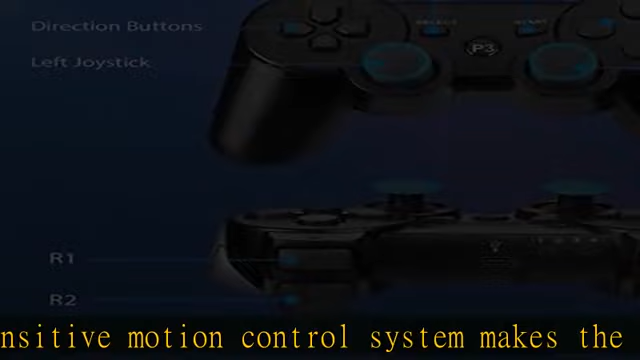 Direction Buttons
SELECT START
Left Joystick
P3
R1
R2
nsitive motion control system makes the